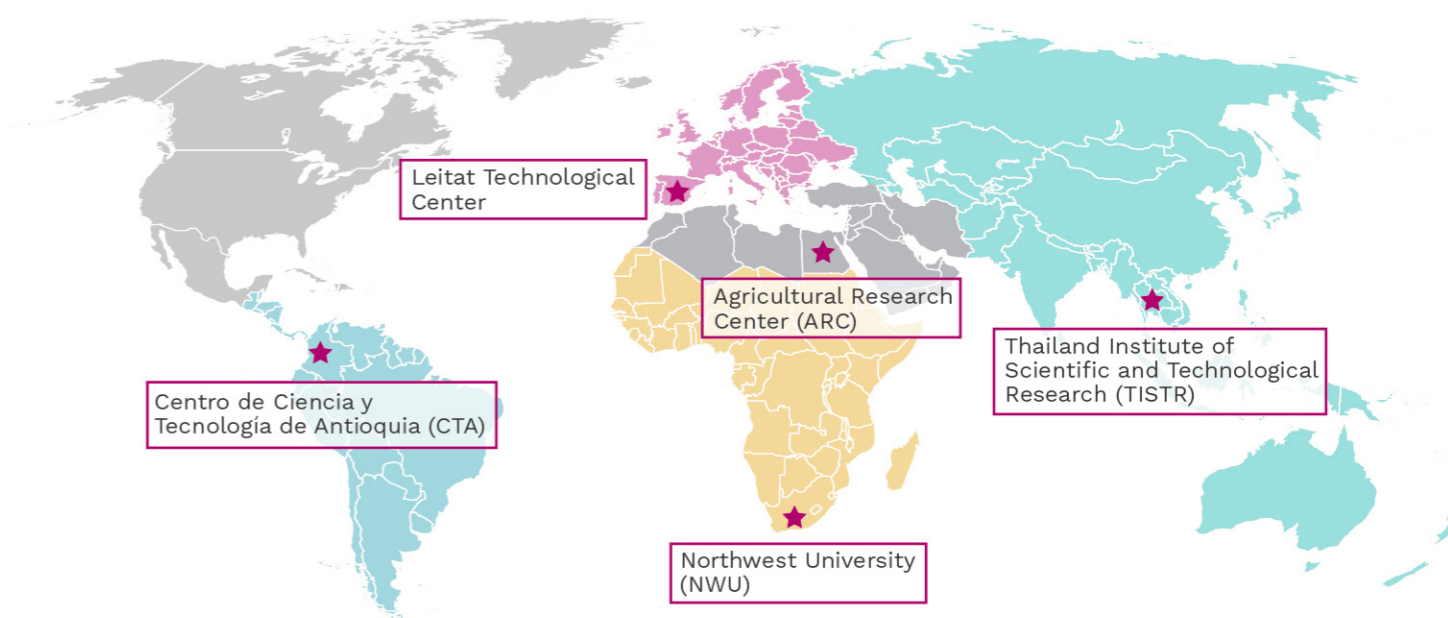 Leitat Technological
Center
Agricultural Research
Center (ARC)
Thailand Institute of
Scientific and Technological
Research (TISTR)
Centro de Ciencia y
Tecnología de Antioquia (CTA)
Northwest University
(NWU)